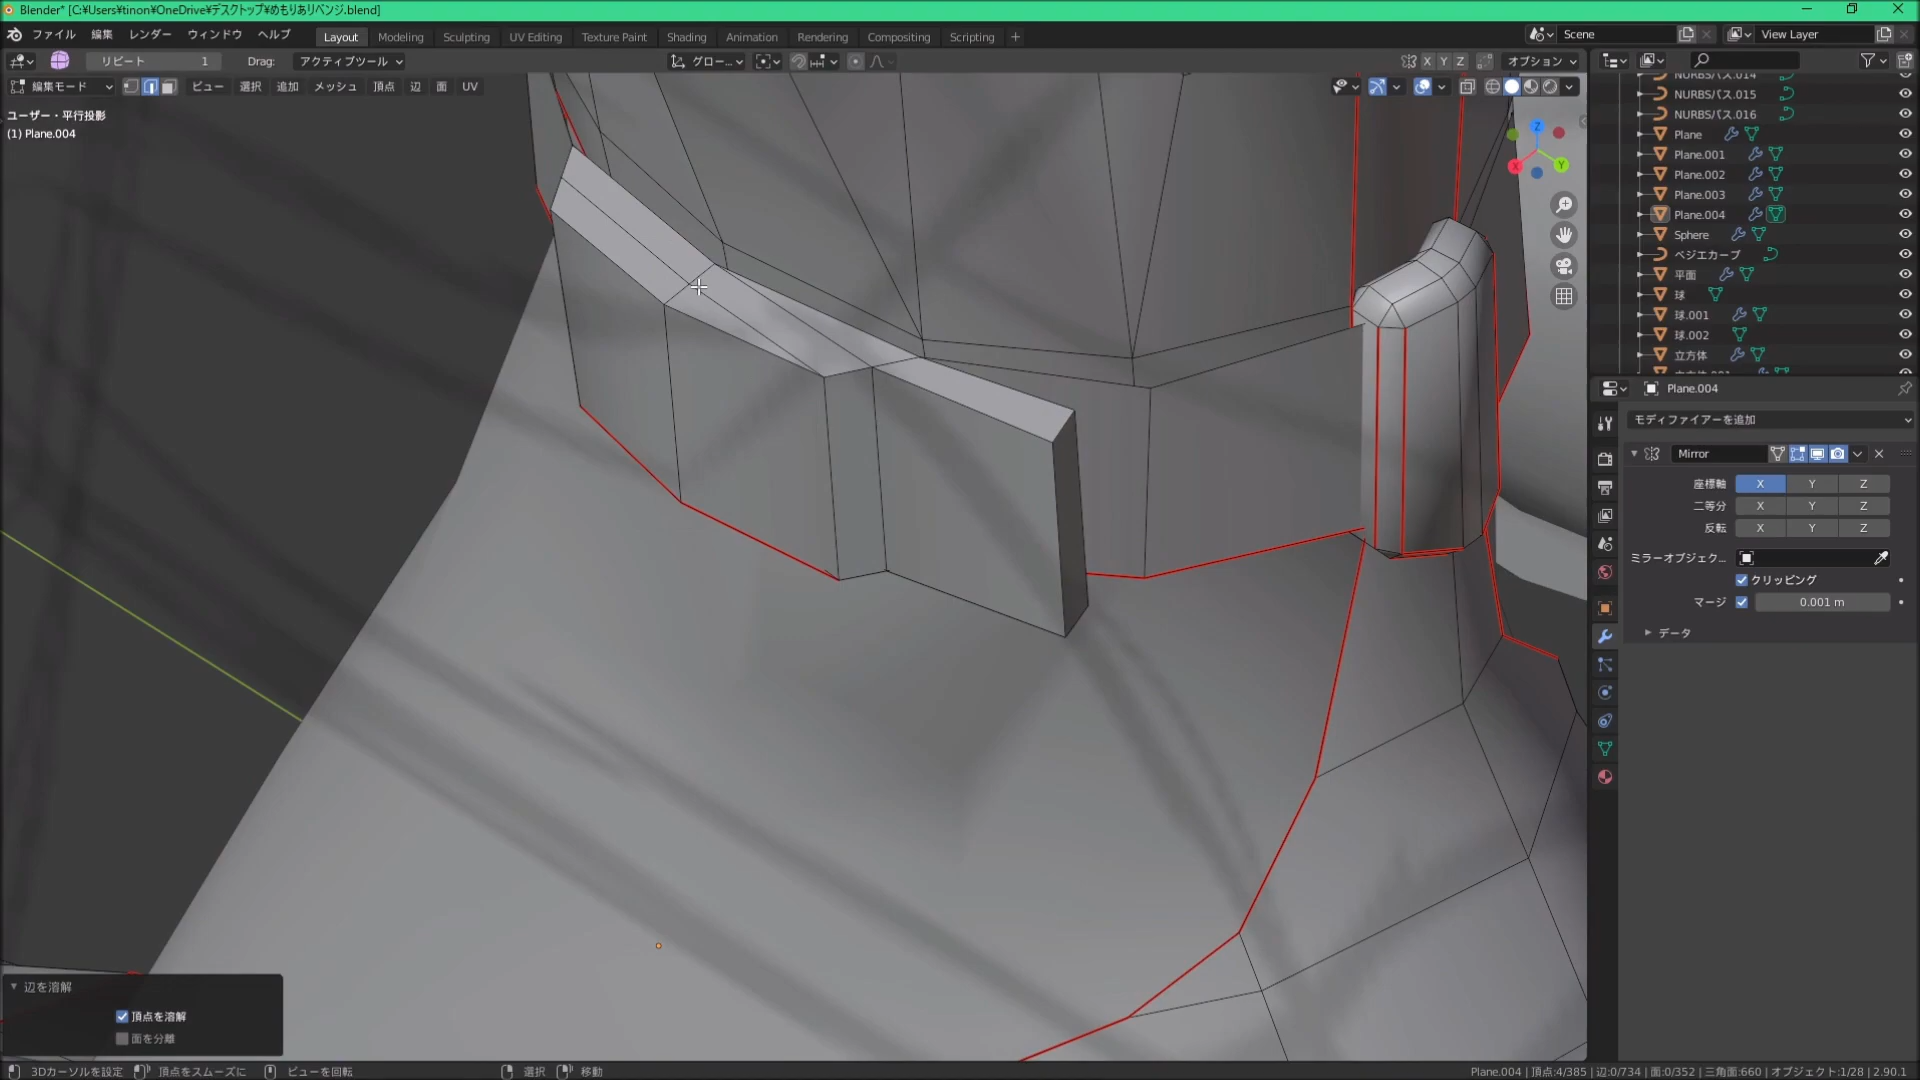 Blender* [C:¥Users¥tinon¥OneDrive¥デスクトップ¥めもりありベンジ.blend]
ファイル 編集 レンダー ウィンドウ ヘルプ Layout Modeling Sculpting UV Editing Texture Paint Shading Animation Rendering Compositing Scripting + Scene View Layer
リピート 1 Drag: アクティブツール グロー... X Y Z オプション
編集モード ビュー 選択 追加 メッシュ 頂点 辺 面 UV
ユーザー・平行投影
(1) Plane.004
Z
X
Y
NURBSパス.014
NURBSパス.015
NURBSパス.016
Plane
Plane.001
Plane.002
Plane.003
Plane.004
Sphere
ベジエカーブ
平面
球
球.001
球.002
立方体
Plane.004
モディファイアーを追加
Mirror
座標軸 X Y Z
二等分 X Y Z
反転 X Y Z
ミラーオブジェク...
クリッピング
マージ 0.001 m
データ
辺を溶解
頂点を溶解
面を分離
3Dカーソルを設定 頂点をスムーズに ビューを回転 選択 移動 Plane.004 | 頂点:4/385 | 辺:0/734 | 面:0/352 | 三角面:660 | オブジェクト:1/28 | 2.90.1